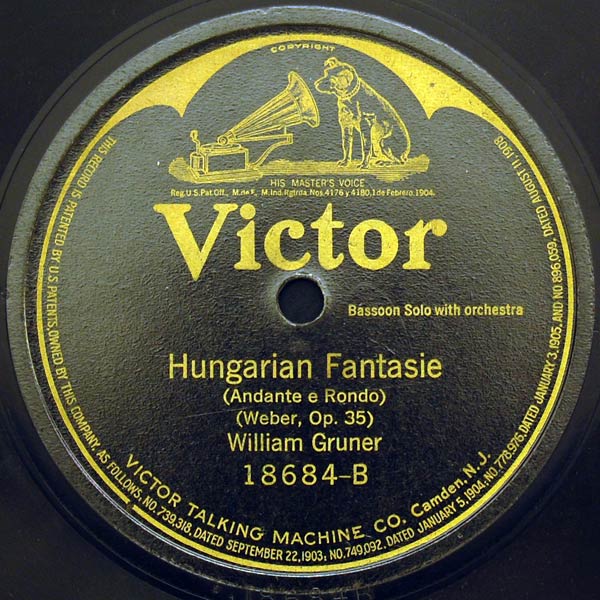 COPYRIGHT
HIS MASTER'S VOICE
Reg. U.S. Pat. Off., M. de F., M. Ind. Rgtrda. Nos. 4176 y 4180, 1 de Febrero. 1904.
Victor
Bassoon Solo with orchestra
Hungarian Fantasie
(Andante e Rondo)
(Weber, Op. 35)
William Gruner
18684-B
VICTOR TALKING MACHINE CO. Camden, N. J.
THIS RECORD IS PATENTED BY U.S. PATENTS, OWNED BY THIS COMPANY, AS FOLLOWS, NO. 739,318, DATED SEPTEMBER 22, 1903; NO. 749,092, DATED JANUARY 5, 1904; NO. 778,976, DATED JANUARY 3, 1905, AND NO. 896,059, DATED AUGUST 11, 1908